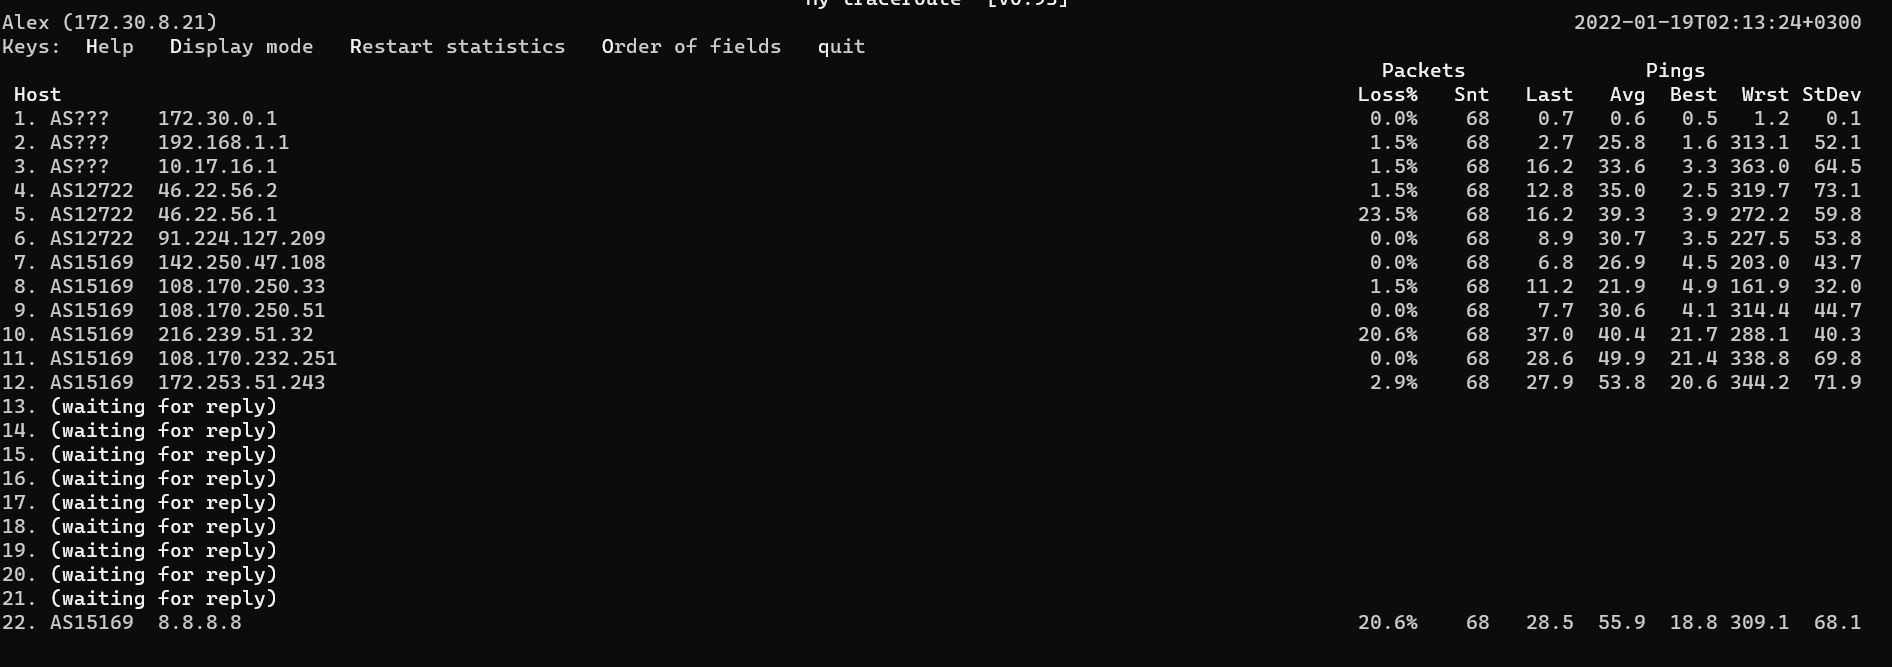 My traceroute [v0.95]
Alex (172.30.8.21) 2022-01-19T02:13:24+0300
Keys: Help Display mode Restart statistics Order of fields quit
Packets Pings
Host Loss% Snt Last Avg Best Wrst StDev
1. AS??? 172.30.0.1 0.0% 68 0.7 0.6 0.5 1.2 0.1
2. AS??? 192.168.1.1 1.5% 68 2.7 25.8 1.6 313.1 52.1
3. AS??? 10.17.16.1 1.5% 68 16.2 33.6 3.3 363.0 64.5
4. AS12722 46.22.56.2 1.5% 68 12.8 35.0 2.5 319.7 73.1
5. AS12722 46.22.56.1 23.5% 68 16.2 39.3 3.9 272.2 59.8
6. AS12722 91.224.127.209 0.0% 68 8.9 30.7 3.5 227.5 53.8
7. AS15169 142.250.47.108 0.0% 68 6.8 26.9 4.5 203.0 43.7
8. AS15169 108.170.250.33 1.5% 68 11.2 21.9 4.9 161.9 32.0
9. AS15169 108.170.250.51 0.0% 68 7.7 30.6 4.1 314.4 44.7
10. AS15169 216.239.51.32 20.6% 68 37.0 40.4 21.7 288.1 40.3
11. AS15169 108.170.232.251 0.0% 68 28.6 49.9 21.4 338.8 69.8
12. AS15169 172.253.51.243 2.9% 68 27.9 53.8 20.6 344.2 71.9
13. (waiting for reply)
14. (waiting for reply)
15. (waiting for reply)
16. (waiting for reply)
17. (waiting for reply)
18. (waiting for reply)
19. (waiting for reply)
20. (waiting for reply)
21. (waiting for reply)
22. AS15169 8.8.8.8 20.6% 68 28.5 55.9 18.8 309.1 68.1